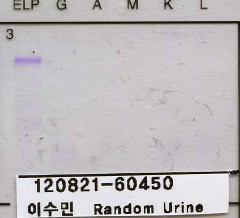 ELP G A M K L
3
120821-60450
이수민 Random Urine